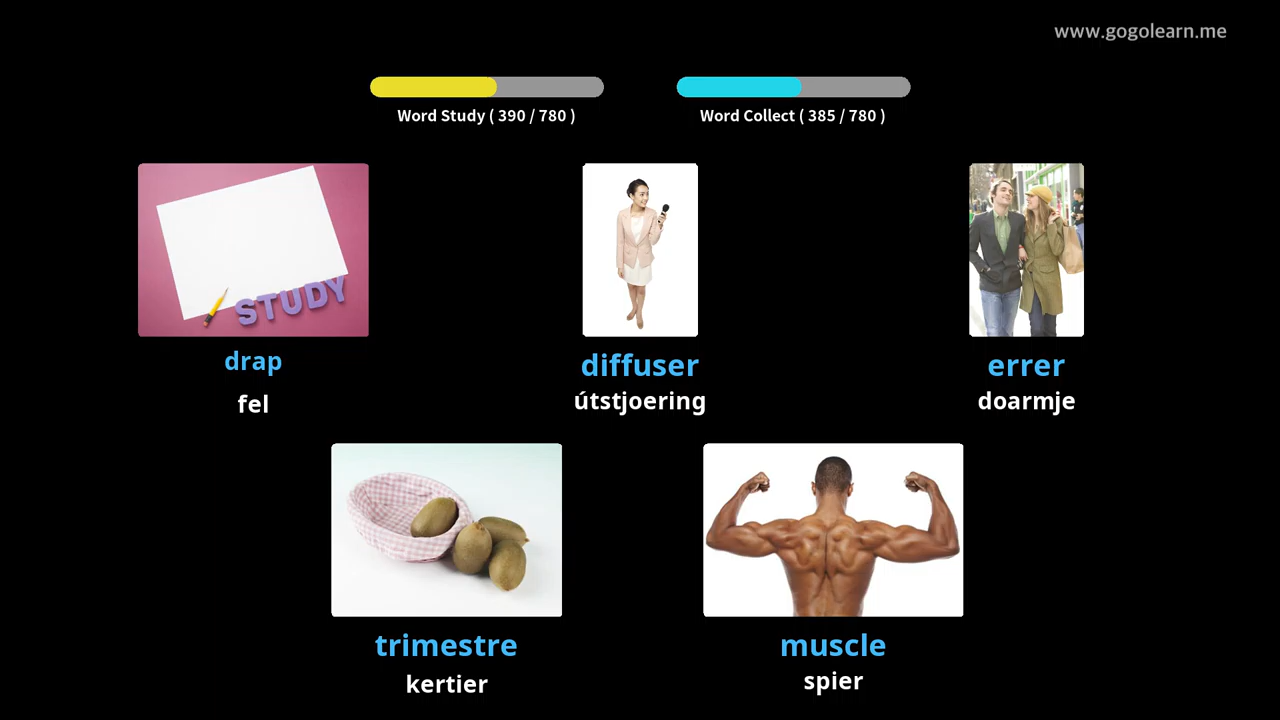 www.gogolearn.me
Word Study ( 390 / 780 )
Word Collect ( 385 / 780 )
STUDY
drap
fel
diffuser
útstjoering
errer
doarmje
trimestre
kertier
muscle
spier